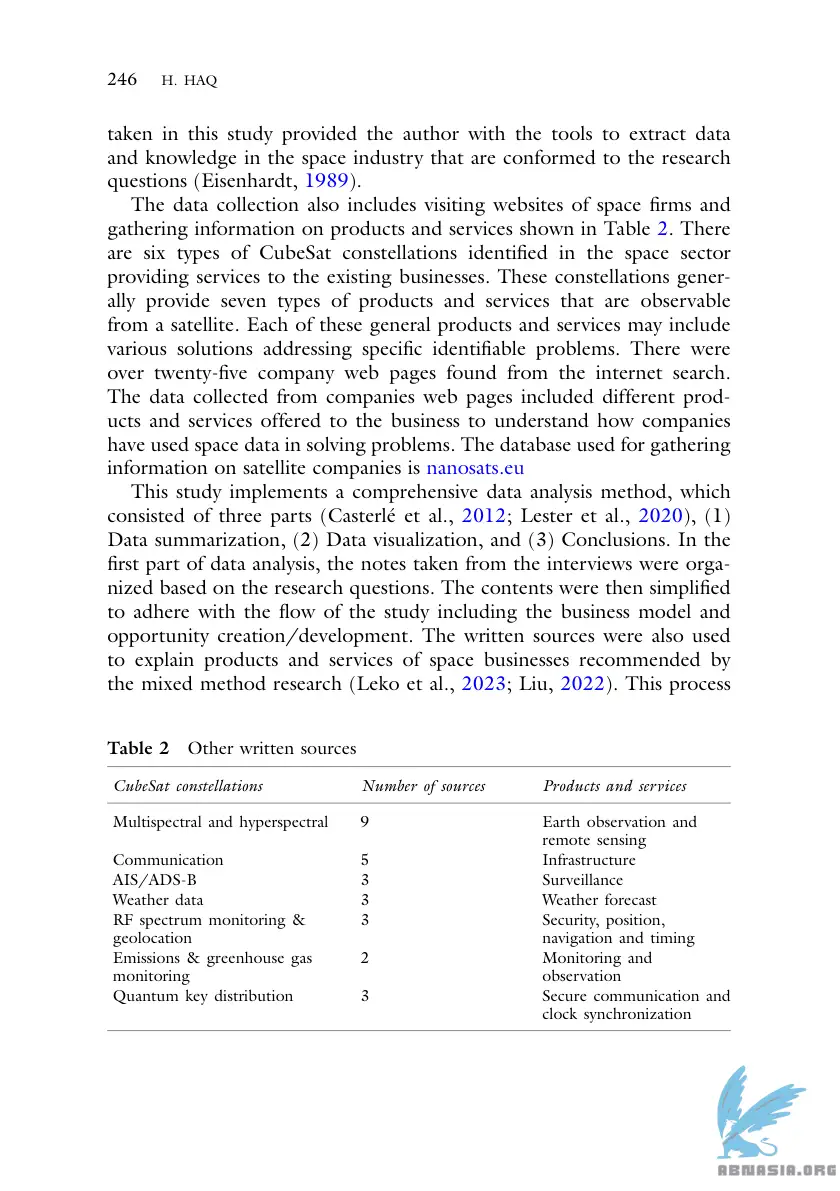 246 H. HAQ
taken in this study provided the author with the tools to extract data
and knowledge in the space industry that are conformed to the research
questions (Eisenhardt, 1989).
The data collection also includes visiting websites of space firms and
gathering information on products and services shown in Table 2. There
are six types of CubeSat constellations identified in the space sector
providing services to the existing businesses. These constellations gener-
ally provide seven types of products and services that are observable
from a satellite. Each of these general products and services may include
various solutions addressing specific identifiable problems. There were
over twenty-five company web pages found from the internet search.
The data collected from companies web pages included different prod-
ucts and services offered to the business to understand how companies
have used space data in solving problems. The database used for gathering
information on satellite companies is nanosats.eu
This study implements a comprehensive data analysis method, which
consisted of three parts (Casterlé et al., 2012; Lester et al., 2020), (1)
Data summarization, (2) Data visualization, and (3) Conclusions. In the
first part of data analysis, the notes taken from the interviews were orga-
nized based on the research questions. The contents were then simplified
to adhere with the flow of the study including the business model and
opportunity creation/development. The written sources were also used
to explain products and services of space businesses recommended by
the mixed method research (Leko et al., 2023; Liu, 2022). This process
Table 2 Other written sources
CubeSat constellations Number of sources Products and services
Multispectral and hyperspectral 9 Earth observation and
remote sensing
Communication 5 Infrastructure
AIS/ADS-B 3 Surveillance
Weather data 3 Weather forecast
RF spectrum monitoring & 3 Security, position,
geolocation navigation and timing
Emissions & greenhouse gas 2 Monitoring and
monitoring observation
Quantum key distribution 3 Secure communication and
clock synchronization
ABNASIA.ORG